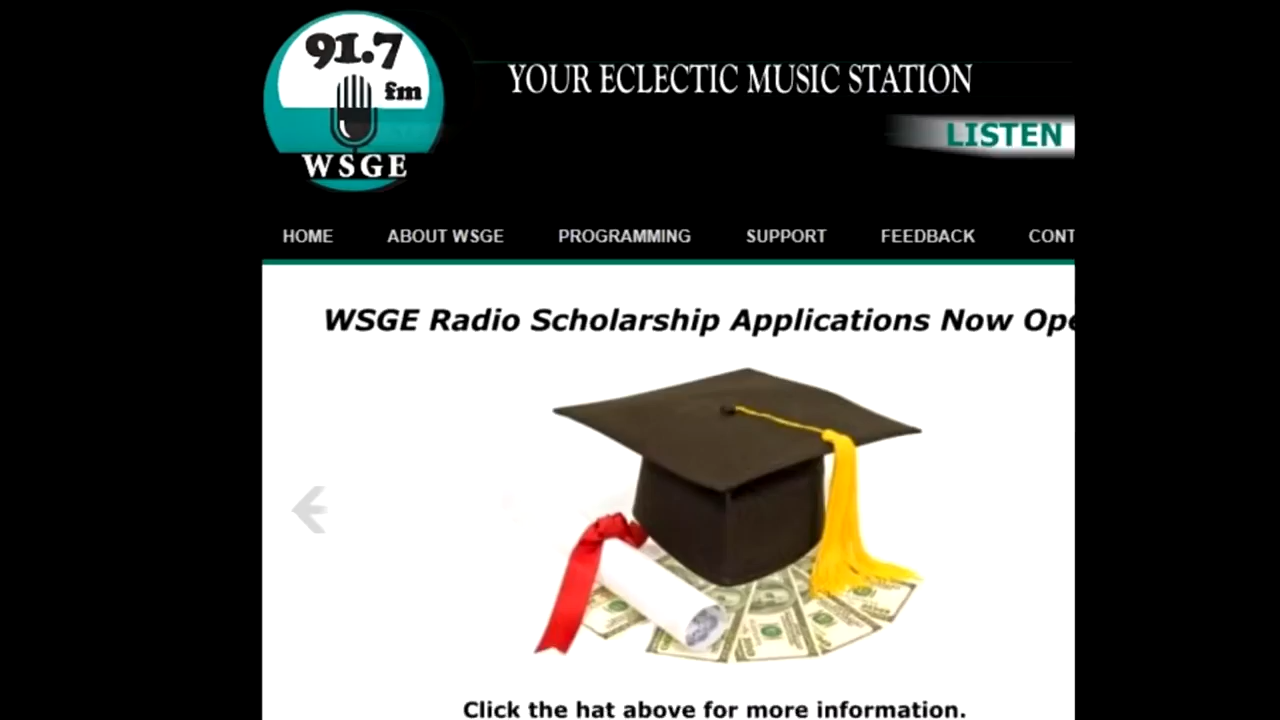 91.7
fm
WSGE
YOUR ECLECTIC MUSIC STATION
LISTEN
HOME ABOUT WSGE PROGRAMMING SUPPORT FEEDBACK CONT
WSGE Radio Scholarship Applications Now Ope
Click the hat above for more information.